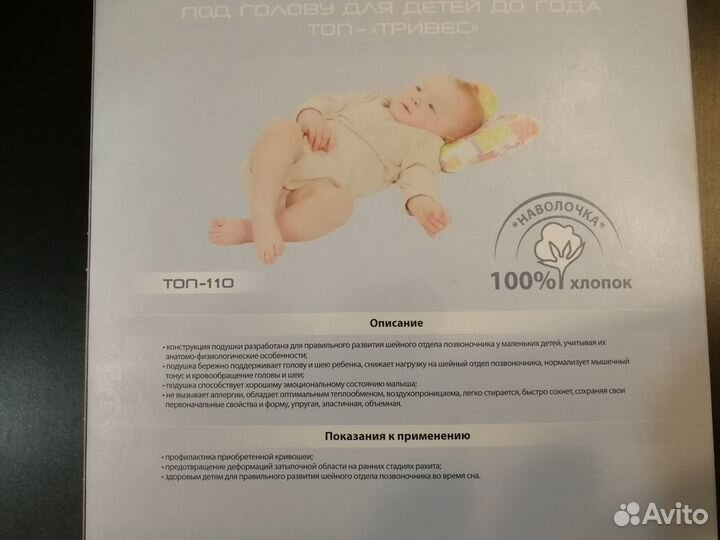 ПОД ГОЛОВУ ДЛЯ ДЕТЕЙ ДО ГОДА
ТОП-«ТРИВЕС»
*НАВОЛОЧКА*
100% ХЛОПОК
ТОП-110
Описание
• конструкция подушки разработана для правильного развития шейного отдела позвоночника у маленьких детей, учитывая их
анатомо-физиологические особенности;
• подушка бережно поддерживает голову и шею ребенка, снижает нагрузку на шейный отдел позвоночника, нормализует мышечный
тонус и кровообращение головы и шеи;
• подушка способствует хорошему эмоциональному состоянию малыша;
• не вызывает аллергии, обладает оптимальным теплообменом, воздухопроницаема, легко стирается, быстро сохнет, сохраняя свои
первоначальные свойства и форму, упругая, эластичная, объемная.
Показания к применению
• профилактика приобретенной кривошеи;
• предотвращение деформаций затылочной области на ранних стадиях рахита;
• здоровым детям для правильного развития шейного отдела позвоночника во время сна.
Avito